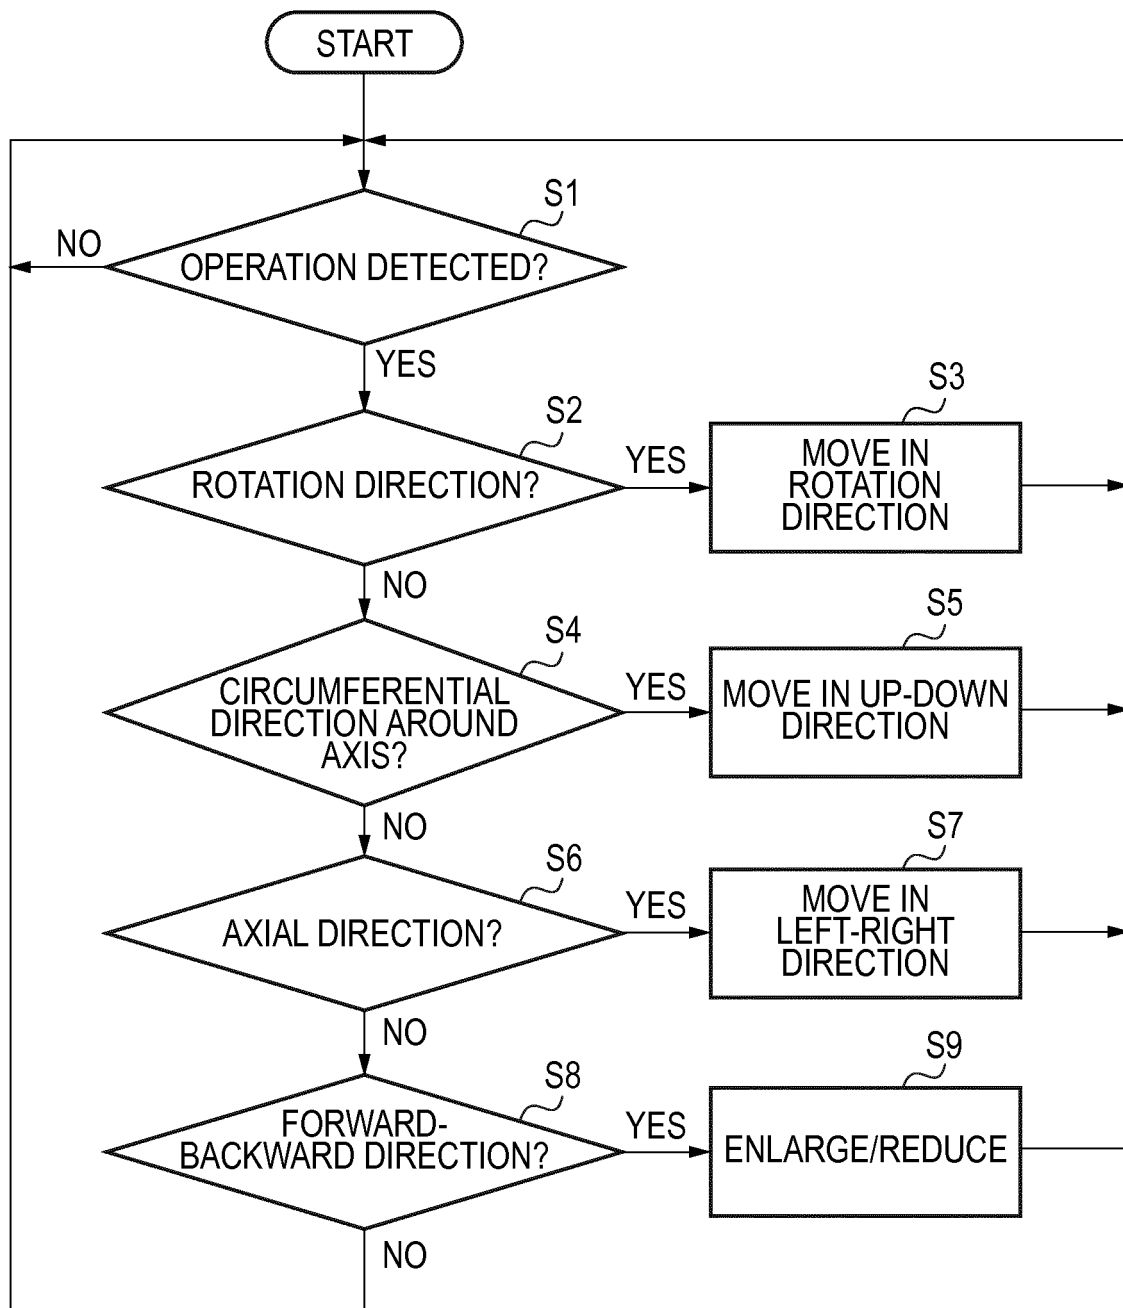 START
S1
NO
OPERATION DETECTED?
YES
S2
ROTATION DIRECTION?
YES
S3
MOVE IN
ROTATION
DIRECTION
NO
S4
CIRCUMFERENTIAL
DIRECTION AROUND
AXIS?
YES
S5
MOVE IN UP-DOWN
DIRECTION
NO
S6
AXIAL DIRECTION?
YES
S7
MOVE IN
LEFT-RIGHT
DIRECTION
NO
S8
FORWARD-
BACKWARD DIRECTION?
YES
S9
ENLARGE/REDUCE
NO